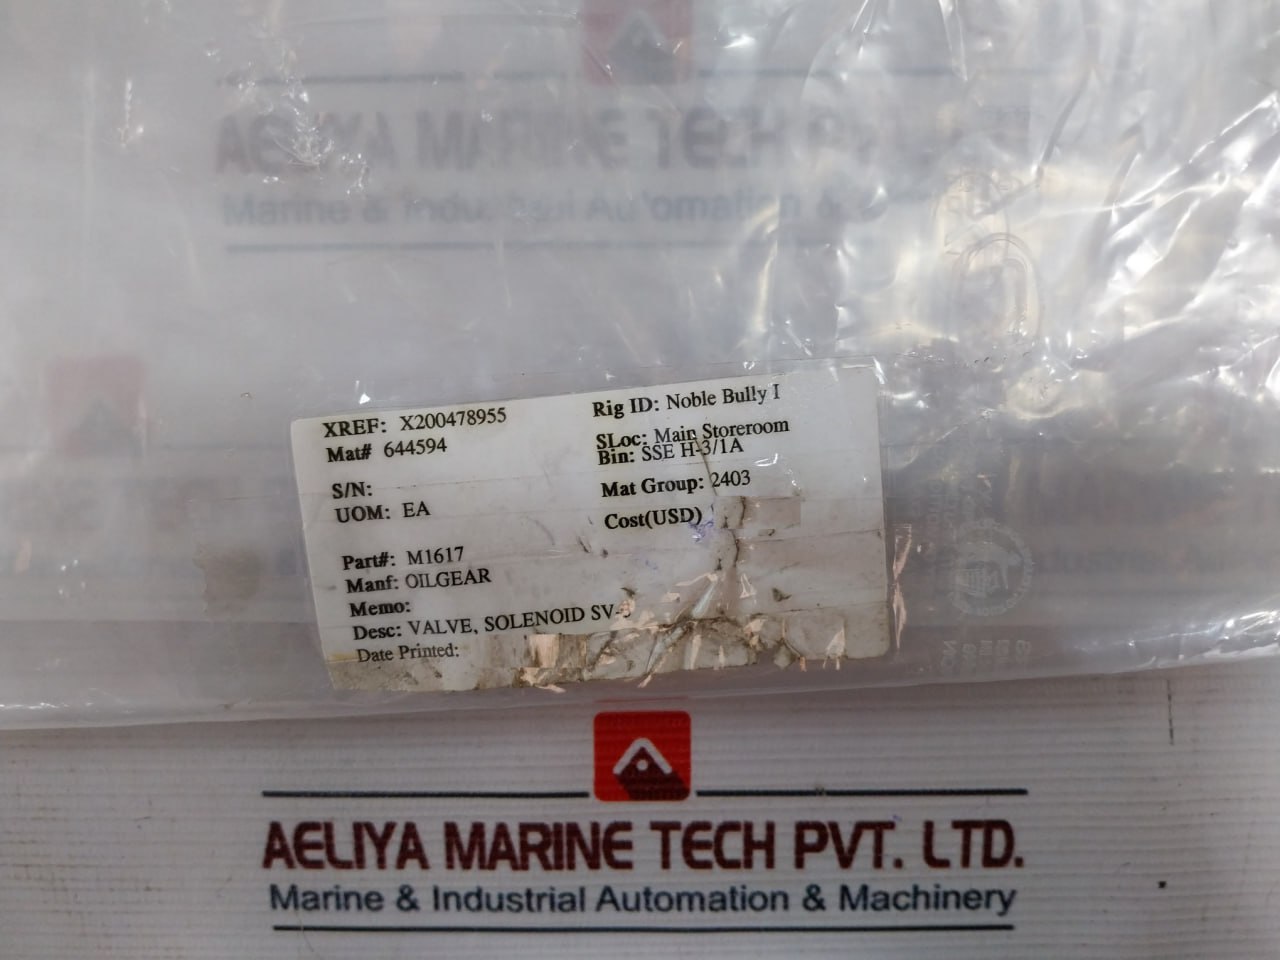 AELIYA MARINE TECH
Marine & Industrial Automation &
XREF: X200478955
Mat# 644594
S/N:
UOM: EA
Part#: M1617
Manf: OILGEAR
Memo:
Desc: VALVE, SOLENOID SV-
Date Printed:
Rig ID: Noble Bully I
SLoc: Main Storeroom
Bin: SSE H-3/1A
Mat Group: 2403
Cost(USD)
AELIYA MARINE TECH PVT. LTD.
Marine & Industrial Automation & Machinery